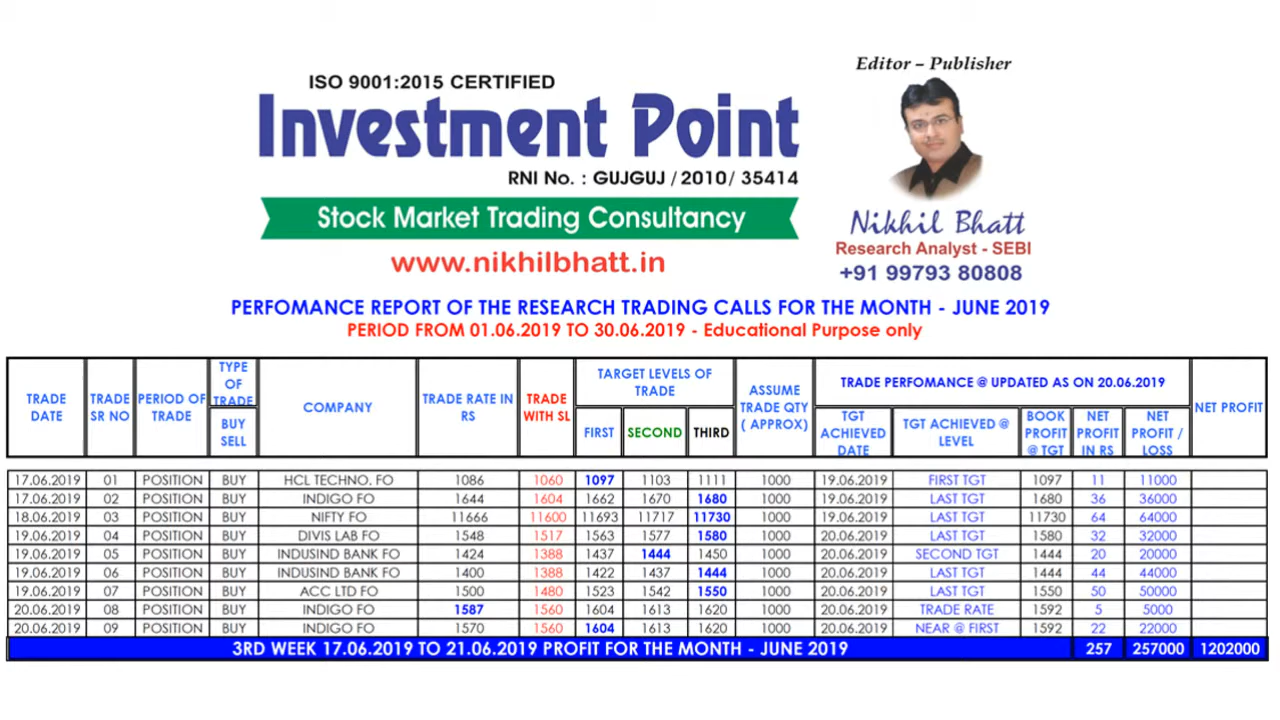 Editor – Publisher
ISO 9001:2015 CERTIFIED
Investment Point
RNI No. : GUJGUJ / 2010/ 35414
Stock Market Trading Consultancy
www.nikhilbhatt.in
Nikhil Bhatt
Research Analyst - SEBI
+91 99793 80808
PERFOMANCE REPORT OF THE RESEARCH TRADING CALLS FOR THE MONTH - JUNE 2019
PERIOD FROM 01.06.2019 TO 30.06.2019 - Educational Purpose only
TRADE DATE TRADE SR NO PERIOD OF TRADE TYPE OF TRADE BUY SELL COMPANY TRADE RATE IN RS TRADE WITH SL TARGET LEVELS OF TRADE FIRST SECOND THIRD ASSUME TRADE QTY ( APPROX) TRADE PERFOMANCE @ UPDATED AS ON 20.06.2019 TGT ACHIEVED DATE TGT ACHIEVED @ LEVEL BOOK PROFIT @ TGT NET PROFIT IN RS NET PROFIT / LOSS NET PROFIT
17.06.2019 01 POSITION BUY HCL TECHNO. FO 1086 1060 1097 1103 1111 1000 19.06.2019 FIRST TGT 1097 11 11000
17.06.2019 02 POSITION BUY INDIGO FO 1644 1604 1662 1670 1680 1000 19.06.2019 LAST TGT 1680 36 36000
18.06.2019 03 POSITION BUY NIFTY FO 11666 11600 11693 11717 11730 1000 19.06.2019 LAST TGT 11730 64 64000
19.06.2019 04 POSITION BUY DIVIS LAB FO 1548 1517 1563 1577 1580 1000 20.06.2019 LAST TGT 1580 32 32000
19.06.2019 05 POSITION BUY INDUSIND BANK FO 1424 1388 1437 1444 1450 1000 20.06.2019 SECOND TGT 1444 20 20000
19.06.2019 06 POSITION BUY INDUSIND BANK FO 1400 1388 1422 1437 1444 1000 20.06.2019 LAST TGT 1444 44 44000
19.06.2019 07 POSITION BUY ACC LTD FO 1500 1480 1523 1542 1550 1000 20.06.2019 LAST TGT 1550 50 50000
20.06.2019 08 POSITION BUY INDIGO FO 1587 1560 1604 1613 1620 1000 20.06.2019 TRADE RATE 1592 5 5000
20.06.2019 09 POSITION BUY INDIGO FO 1570 1560 1604 1613 1620 1000 20.06.2019 NEAR @ FIRST 1592 22 22000
3RD WEEK 17.06.2019 TO 21.06.2019 PROFIT FOR THE MONTH - JUNE 2019 257 257000 1202000